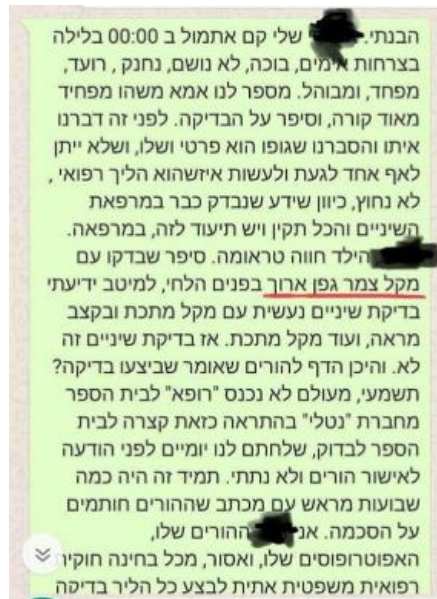 הבנתי. שלי קם אתמול ב 00:00 בלילה
בצרחות אימים, בוכה, לא נושם, נחנק , רועד,
מפחד, ומבוהל. מספר לנו אמא משהו מפחיד
מאוד קורה, וסיפר על הבדיקה. לפני זה דברנו
איתו והסברנו שגופו הוא פרטי ושלו, ושלא ייתן
לאף אחד לגעת ולעשות איזשהוא הליך רפואי ,
לא נחוץ, כיוון שידע שנבדק כבר במרפאת
השיניים והכל תקין ויש תיעוד לזה, במרפאה.
הילד חווה טראומה. סיפר שבדקו עם
מקל צמר גפן ארוך בפנים הלחי, למיטב ידיעתי
בדיקת שיניים נעשית עם מקל מתכת ובקצב
מראה, ועוד מקל מתכת. אז בדיקת שיניים זה
לא. והיכן הדף להורים שאומר שביצעו בדיקה?
תשמעי, מעולם לא נכנס "רופא" לבית הספר
מחברת "נטלי" בהתראה כזאת קצרה לבית
הספר לבדוק, שלחתם לנו יומיים לפני הודעה
לאישור הורים ולא נתתי. תמיד זה היה כמה
שבועות מראש עם מכתב שההורים חותמים
על הסכמה. אני ההורים שלו,
האפוטרופוסים שלו, ואסור, מכל בחינה חוקית
רפואית משפטית אתית לבצע כל הליך בדיקה